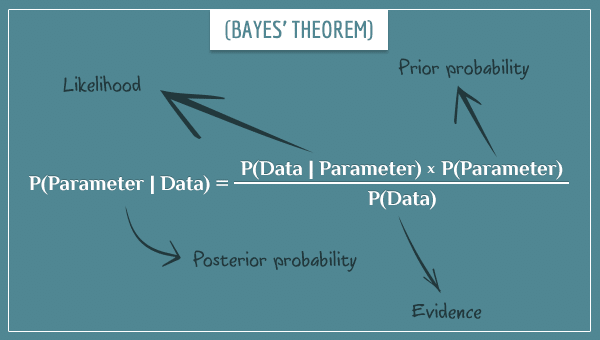 (BAYES' THEOREM)
Likelihood
Prior probability
P(Parameter | Data) = P(Data | Parameter) x P(Parameter)
P(Data)
Posterior probability
Evidence